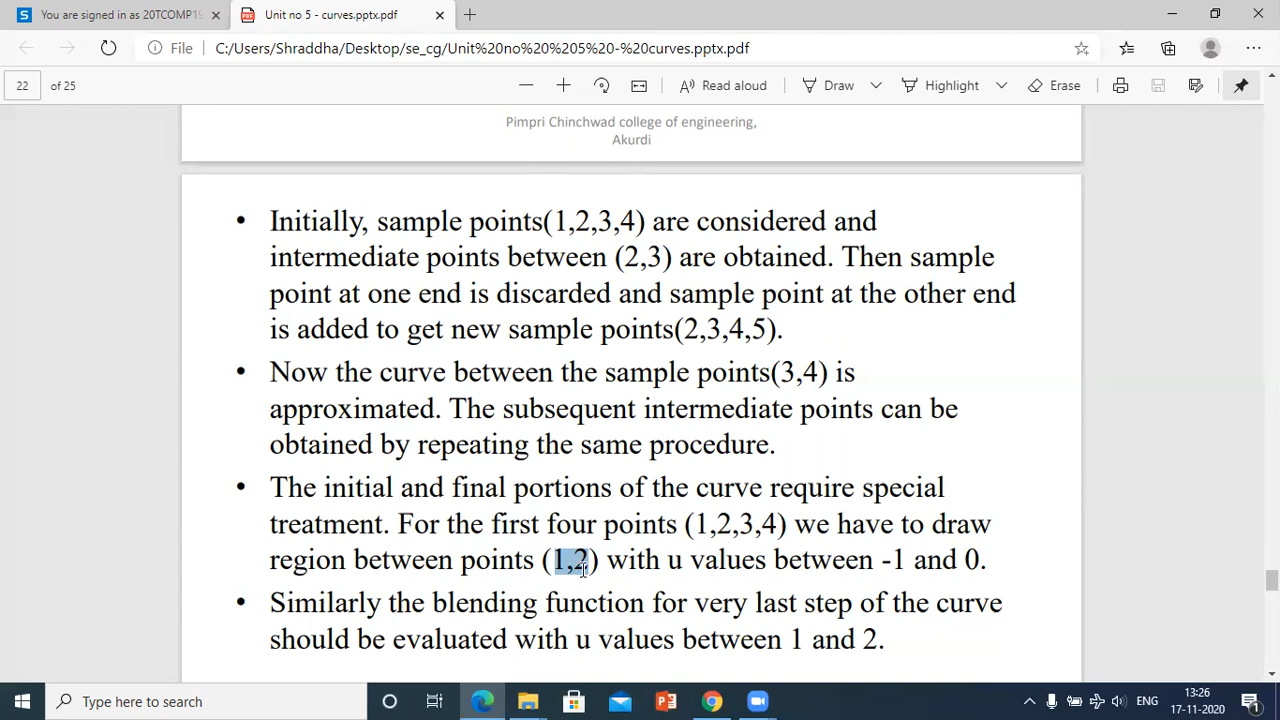 You are signed in as 20TCOMP15
Unit no 5 - curves.pptx.pdf
File
C:/Users/Shraddha/Desktop/se_cg/Unit%20no%20%205%20-%20curves.pptx.pdf
22 of 25
Read aloud
Draw
Highlight
Erase
Pimpri Chinchwad college of engineering,
Akurdi
• Initially, sample points(1,2,3,4) are considered and
intermediate points between (2,3) are obtained. Then sample
point at one end is discarded and sample point at the other end
is added to get new sample points(2,3,4,5).
• Now the curve between the sample points(3,4) is
approximated. The subsequent intermediate points can be
obtained by repeating the same procedure.
• The initial and final portions of the curve require special
treatment. For the first four points (1,2,3,4) we have to draw
region between points (1,2) with u values between -1 and 0.
• Similarly the blending function for very last step of the curve
should be evaluated with u values between 1 and 2.
Type here to search
ENG
13:26
17-11-2020